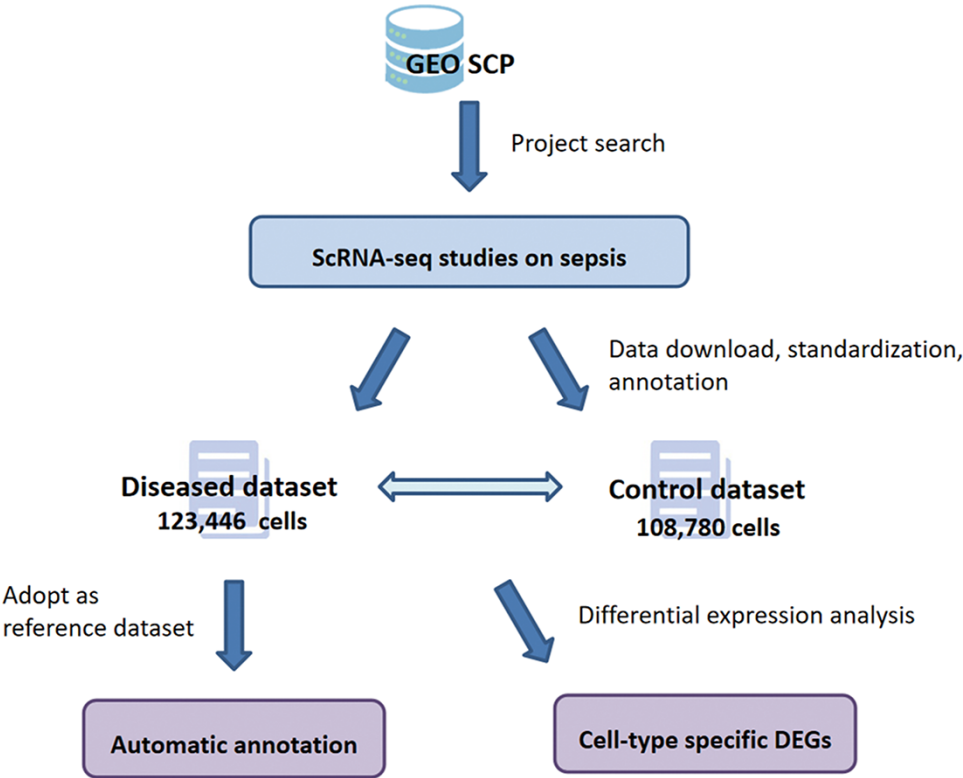 GEO SCP
Project search
ScRNA-seq studies on sepsis
Data download, standardization,
annotation
Diseased dataset
123,446 cells
Control dataset
108,780 cells
Adopt as
reference dataset
Differential expression analysis
Automatic annotation
Cell-type specific DEGs